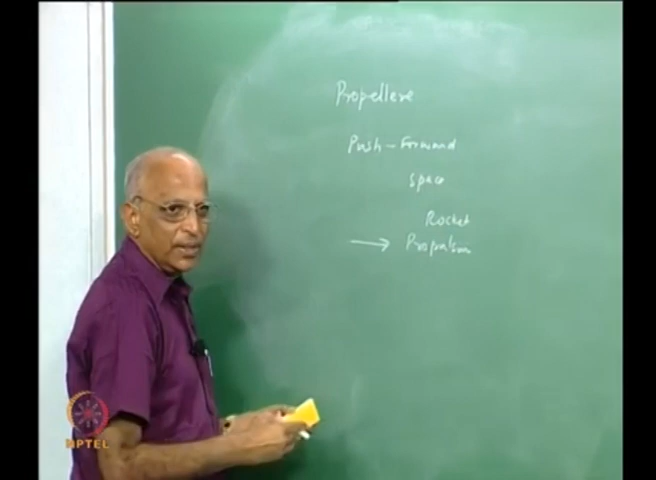 Propellere
Push - Forward
Space
Rocket
Propulsion
NPTEL